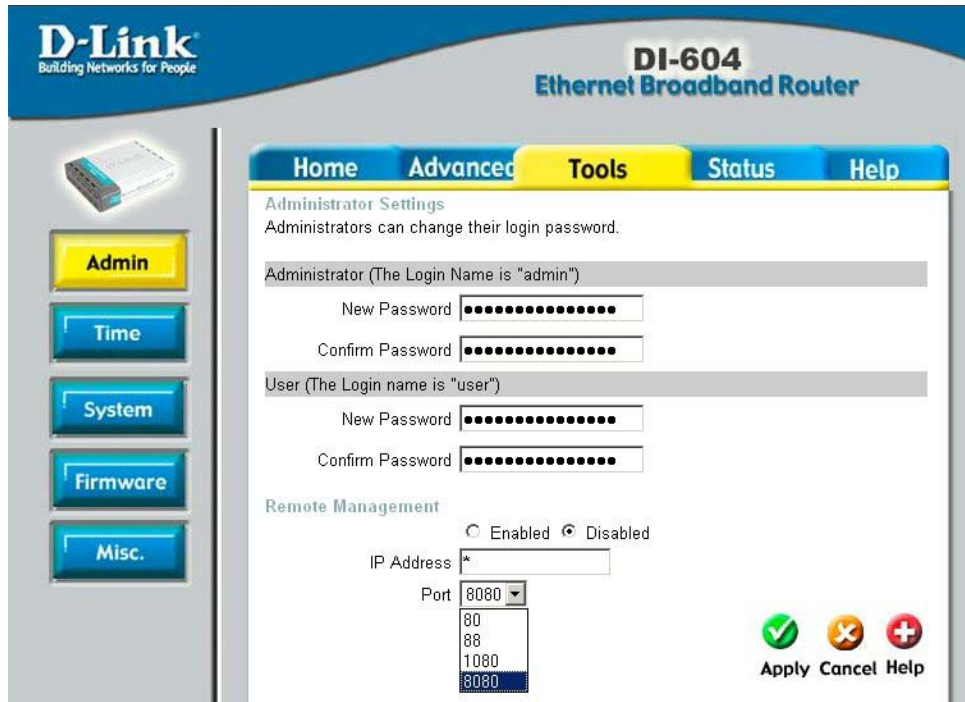 D-Link
Building Networks for People
DI-604
Ethernet Broadband Router
Home Advanced Tools Status Help
Admin
Time
System
Firmware
Misc.
Administrator Settings
Administrators can change their login password.
Administrator (The Login Name is "admin")
New Password ●●●●●●●●●●●●●●●
Confirm Password ●●●●●●●●●●●●●●●
User (The Login name is "user")
New Password ●●●●●●●●●●●●●●●
Confirm Password ●●●●●●●●●●●●●●●
Remote Management
Enabled Disabled
IP Address *
Port 8080
80
88
1080
8080
Apply Cancel Help